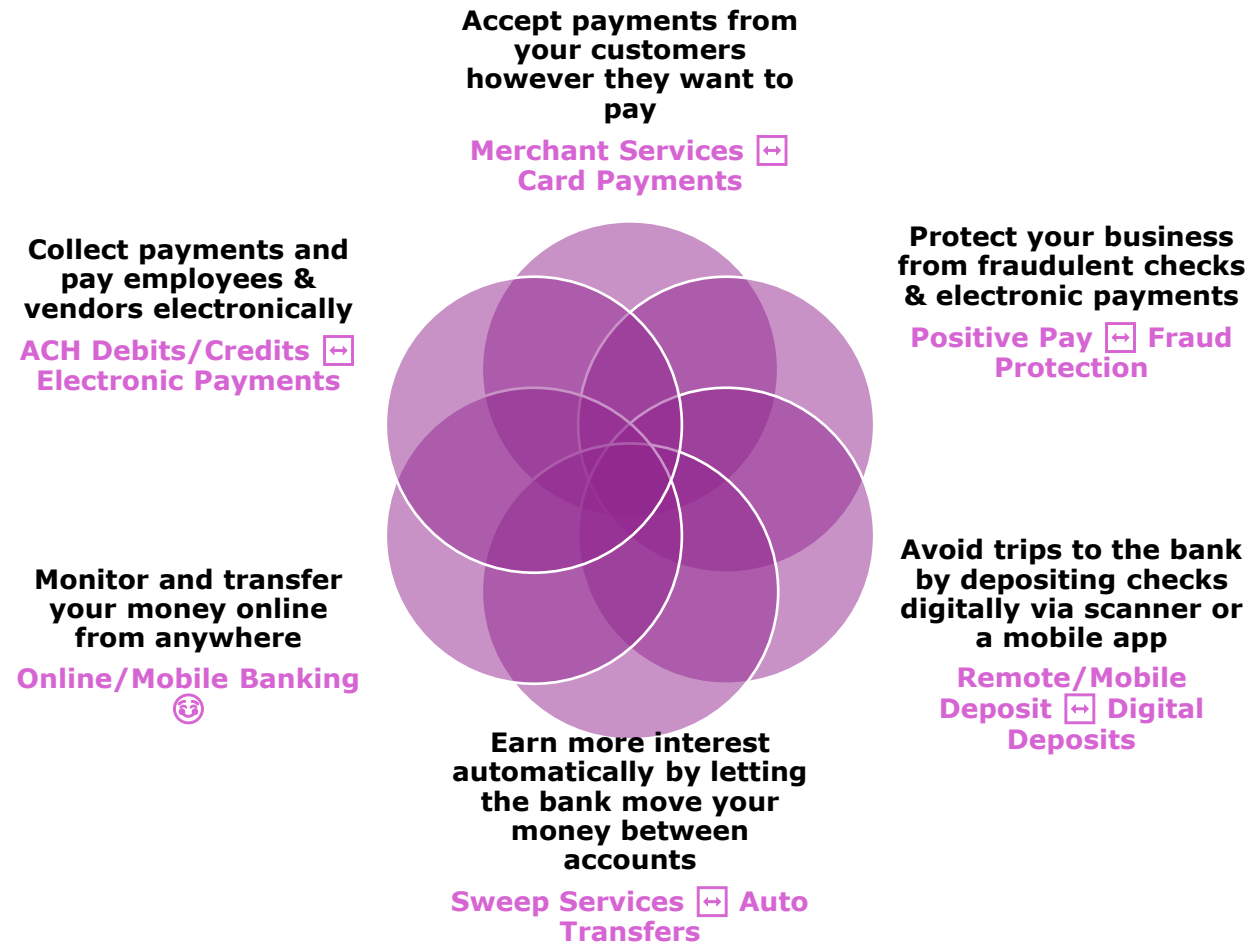 Accept payments from
your customers
however they want to
pay
Merchant Services ↔
Card Payments
Protect your business
from fraudulent checks
& electronic payments
Positive Pay ↔ Fraud
Protection
Avoid trips to the bank
by depositing checks
digitally via scanner or
a mobile app
Remote/Mobile
Deposit ↔ Digital
Deposits
Earn more interest
automatically by letting
the bank move your
money between
accounts
Sweep Services ↔ Auto
Transfers
Monitor and transfer
your money online
from anywhere
Online/Mobile Banking
Collect payments and
pay employees &
vendors electronically
ACH Debits/Credits ↔
Electronic Payments